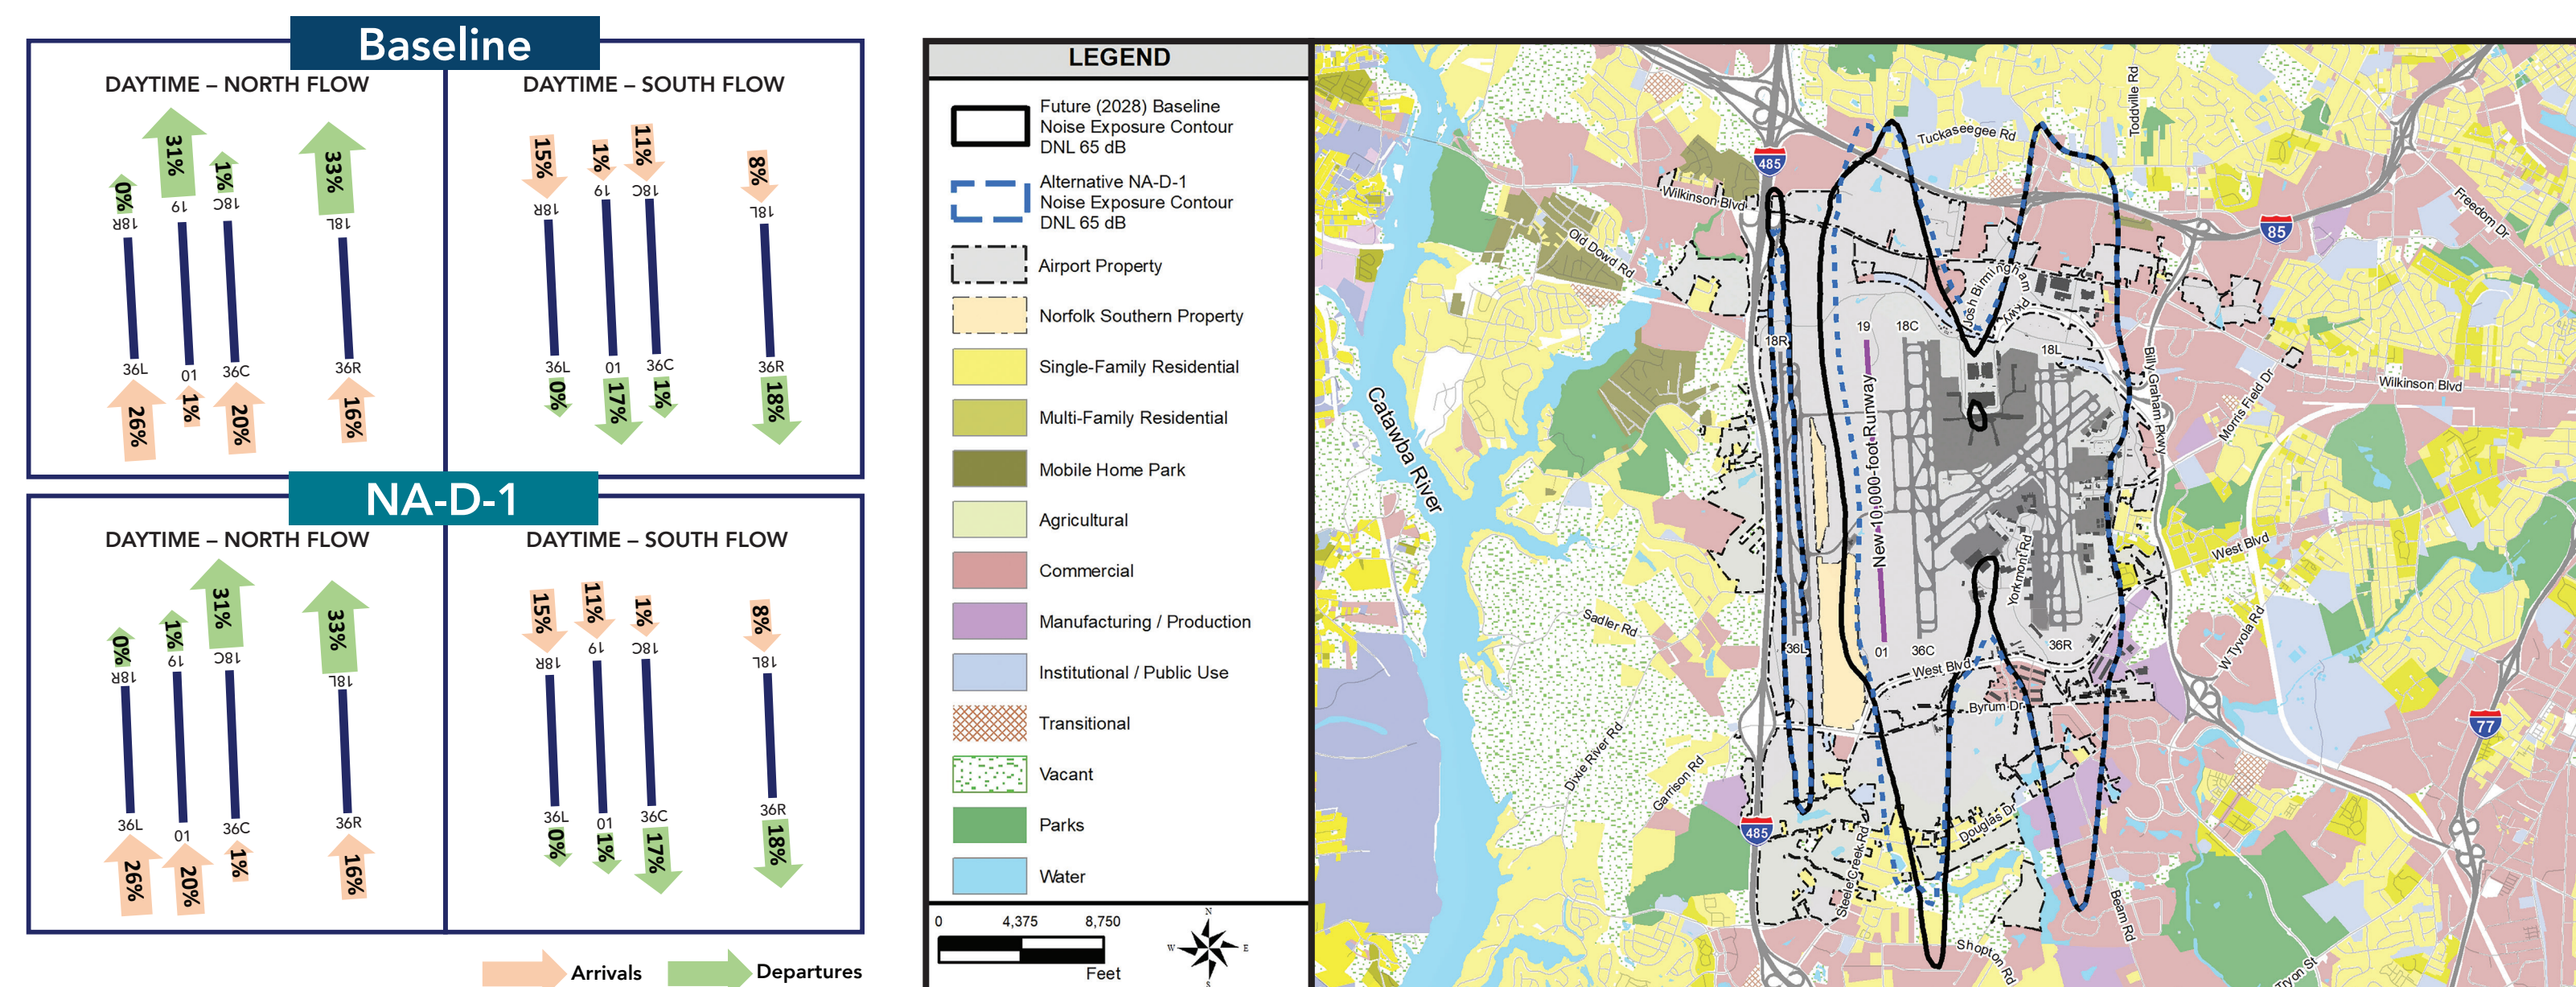 Baseline
DAYTIME – NORTH FLOW
0%
31%
1%
33%
18R
19
18C
18L
36L
01
36C
36R
26%
1%
20%
16%
DAYTIME – SOUTH FLOW
15%
1%
11%
8%
18R
19
18C
18L
36L
01
36C
36R
0%
17%
1%
18%
NA-D-1
DAYTIME – NORTH FLOW
0%
1%
31%
33%
18R
19
18C
18L
36L
01
36C
36R
26%
20%
1%
16%
DAYTIME – SOUTH FLOW
15%
11%
1%
8%
18R
19
18C
18L
36L
01
36C
36R
0%
1%
17%
18%
Arrivals
Departures
LEGEND
Future (2028) Baseline
Noise Exposure Contour
DNL 65 dB
Alternative NA-D-1
Noise Exposure Contour
DNL 65 dB
Airport Property
Norfolk Southern Property
Single-Family Residential
Multi-Family Residential
Mobile Home Park
Agricultural
Commercial
Manufacturing / Production
Institutional / Public Use
Transitional
Vacant
Parks
Water
0 4,375 8,750
Feet
N
W
E
S
485
Tuckaseegee Rd
Toddville Rd
Wilkinson Blvd
Old Dowd Rd
85
Freedom Dr
Josh Birmingham Pkwy
18R
19
18C
18L
Billy Graham Pkwy
Wilkinson Blvd
Morris Field Dr
Catawba River
New 10,000-foot Runway
West Blvd
Yorkmont Rd
Sadler Rd
W Tyvola Rd
36L
01
36C
36R
West Blvd
Byrum Dr
77
Dixie River Rd
Garrison Rd
485
Douglas Dr
Steele Creek Rd
Beam Rd
Shopton Rd
Tryon St